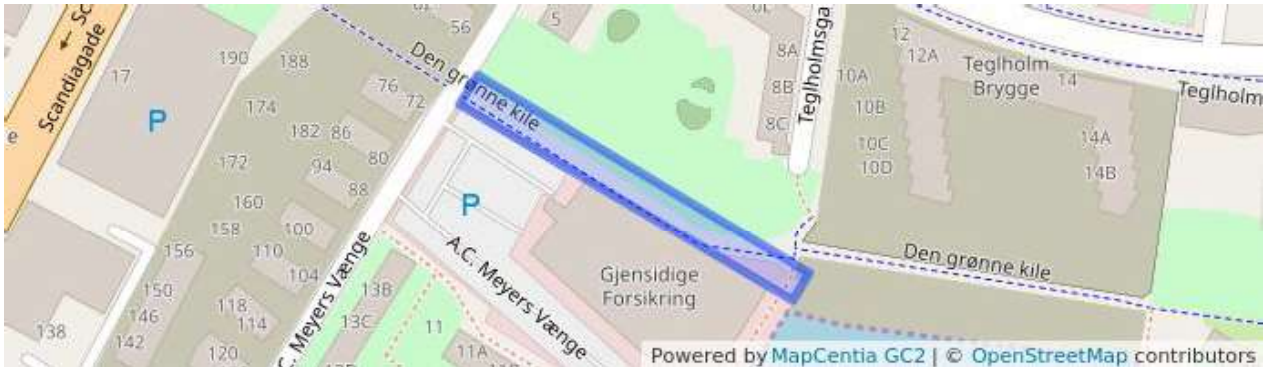 56
5
Scandiagade
17
190
188
Den grønne kile
P
174
76
72
182
86
80
172
94
88
160
158
100
156
110
104
150
146
118
114
142
138
120
A.C. Meyers Vænge
P
13B
13C
11
11A
Gjensidige
Forsikring
8A
8B
8C
Teglholmsga
12
12A
10A
10B
10C
10D
Teglholm
Brygge
14
14A
14B
Teglholm
Den grønne kile
C. Meyers Vænge
Powered by MapCentia GC2 | © OpenStreetMap contributors